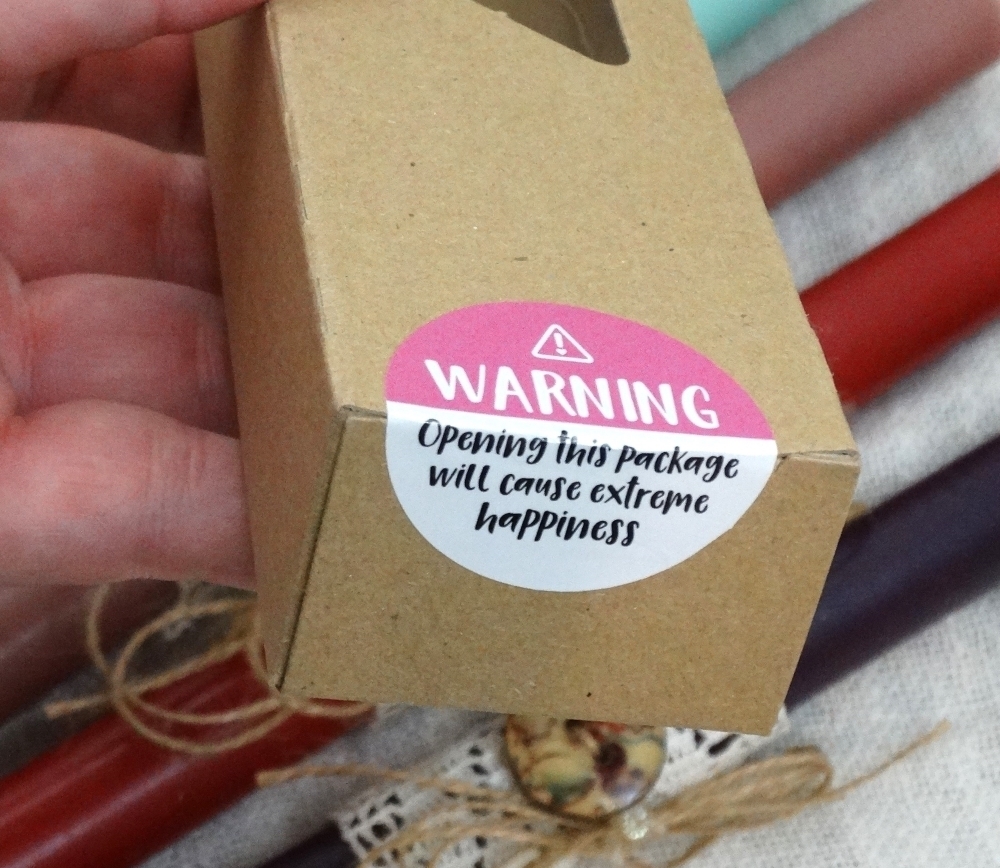 WARNING
Opening this package
will cause extreme
happiness